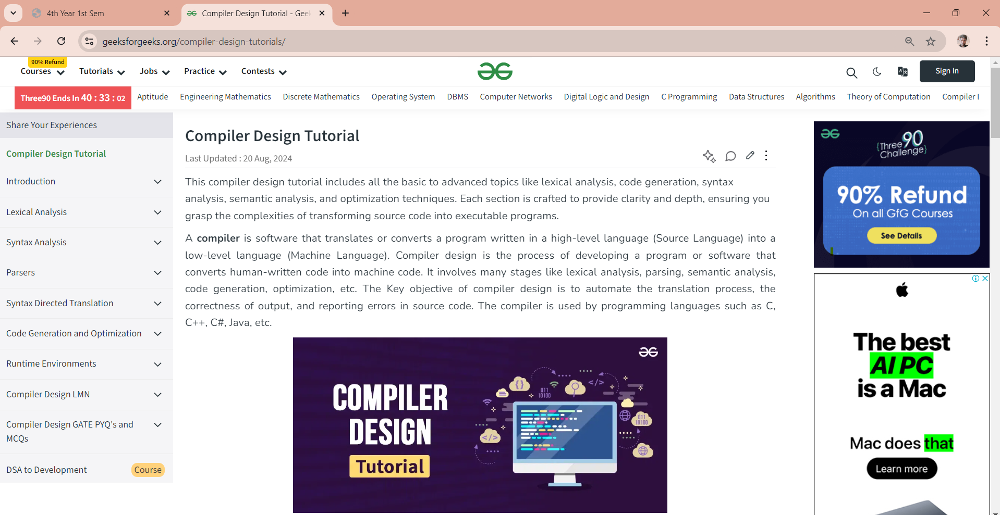 4th Year 1st Sem
Compiler Design Tutorial - Geek
geeksforgeeks.org/compiler-design-tutorials/
90% Refund
Courses
Tutorials
Jobs
Practice
Contests
Sign In
Three90 Ends In 40 : 33 : 02
Aptitude
Engineering Mathematics
Discrete Mathematics
Operating System
DBMS
Computer Networks
Digital Logic and Design
C Programming
Data Structures
Algorithms
Theory of Computation
Compiler
Share Your Experiences
Compiler Design Tutorial
Introduction
Lexical Analysis
Syntax Analysis
Parsers
Syntax Directed Translation
Code Generation and Optimization
Runtime Environments
Compiler Design LMN
Compiler Design GATE PYQ's and
MCQs
DSA to Development
Course
Compiler Design Tutorial
Last Updated : 20 Aug, 2024
This compiler design tutorial includes all the basic to advanced topics like lexical analysis, code generation, syntax
analysis, semantic analysis, and optimization techniques. Each section is crafted to provide clarity and depth, ensuring you
grasp the complexities of transforming source code into executable programs.
A compiler is software that translates or converts a program written in a high-level language (Source Language) into a
low-level language (Machine Language). Compiler design is the process of developing a program or software that
converts human-written code into machine code. It involves many stages like lexical analysis, parsing, semantic analysis,
code generation, optimization, etc. The Key objective of compiler design is to automate the translation process, the
correctness of output, and reporting errors in source code. The compiler is used by programming languages such as C,
C++, C#, Java, etc.
COMPILER
DESIGN
Tutorial
{}
011
10100
</>
011
10100
</>
{Three 90
Challenge}
90% Refund
On all GfG Courses
See Details
The best
AI PC
is a Mac
Mac does that
Learn more